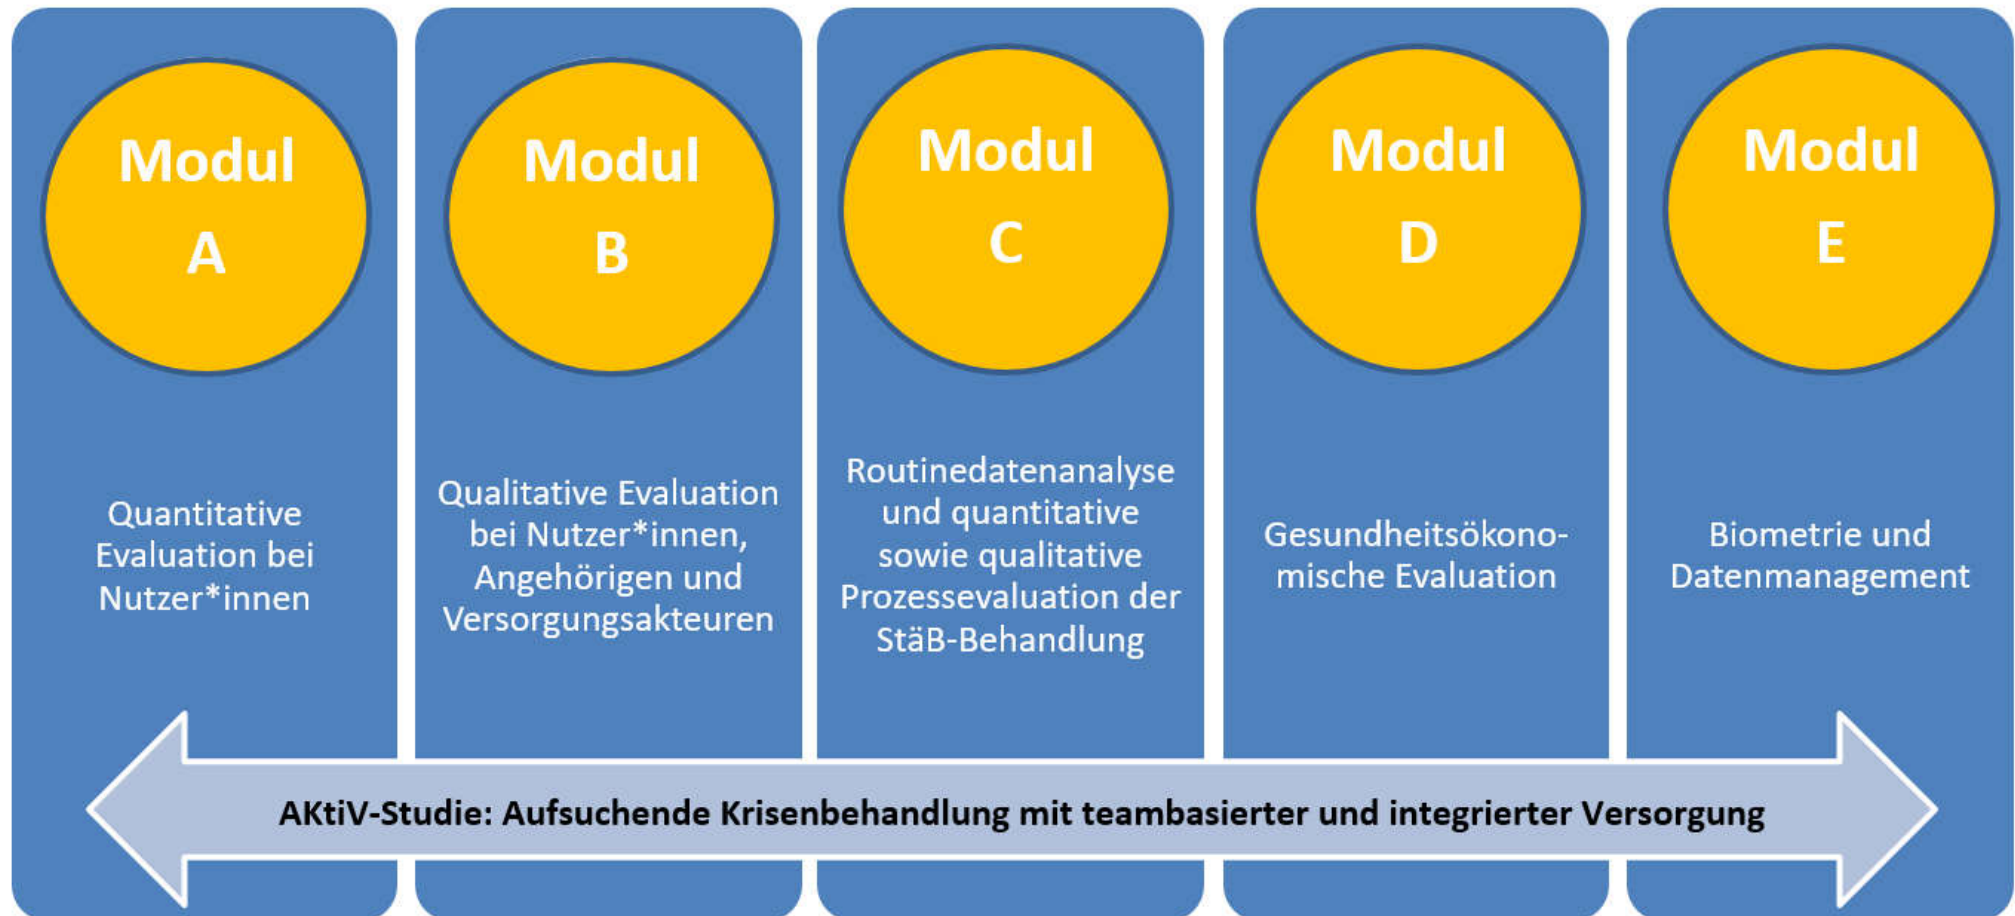 Modul
A
Quantitative
Evaluation bei
Nutzer*innen
Modul
B
Qualitative Evaluation
bei Nutzer*innen,
Angehörigen und
Versorgungsakteuren
Modul
C
Routinedatenanalyse
und quantitative
sowie qualitative
Prozessevaluation der
StäB-Behandlung
Modul
D
Gesundheitsökono-
mische Evaluation
Modul
E
Biometrie und
Datenmanagement
AKtiV-Studie: Aufsuchende Krisenbehandlung mit teambasierter und integrierter Versorgung